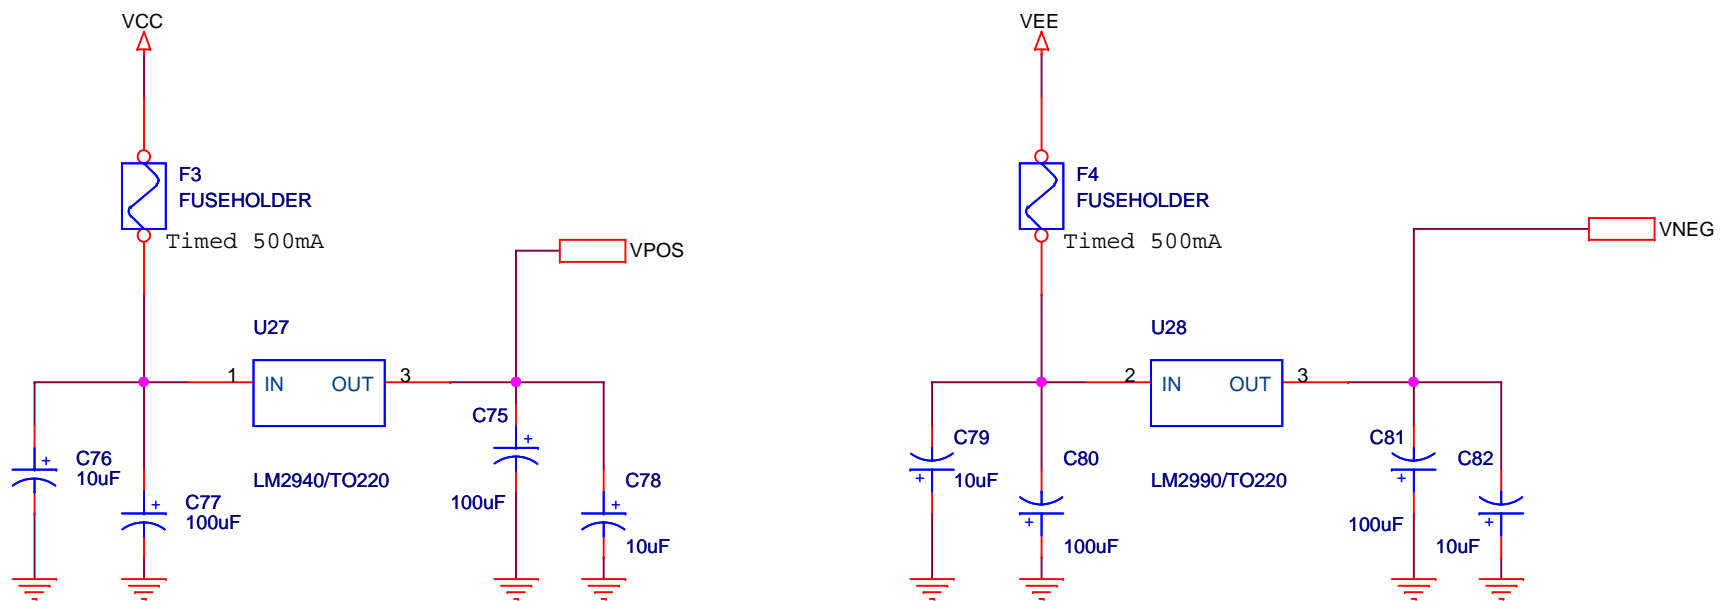 VCC
VEE
F3
FUSEHOLDER
Timed 500mA
F4
FUSEHOLDER
Timed 500mA
VPOS
VNEG
U27
1
IN
OUT
3
LM2940/TO220
U28
2
IN
OUT
3
LM2990/TO220
+
C76
10uF
+
C77
100uF
C75
+
100uF
C78
+
10uF
C79
+
10uF
C80
+
100uF
C81
+
100uF
C82
+
10uF